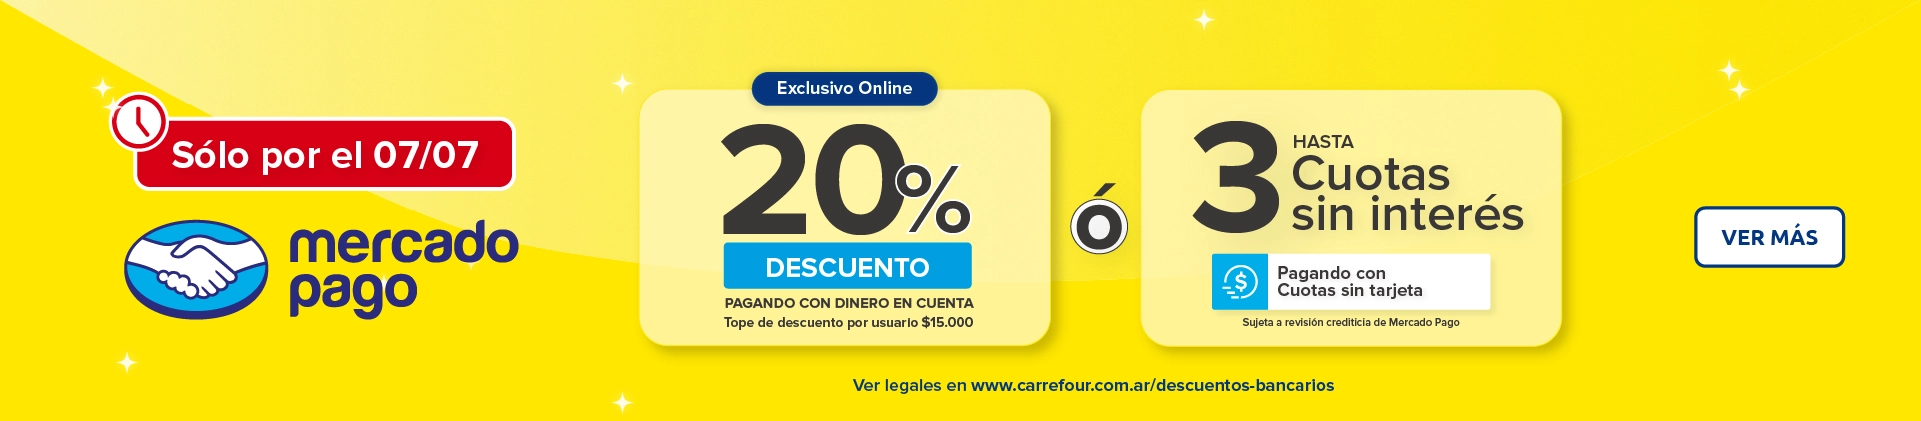 Sólo por el 07/07
mercado
pago
Exclusivo Online
20%
DESCUENTO
PAGANDO CON DINERO EN CUENTA
Tope de descuento por usuario $15.000
Ó
3 HASTA
Cuotas
sin interés
Pagando con
Cuotas sin tarjeta
Sujeta a revisión crediticia de Mercado Pago
VER MÁS
Ver legales en www.carrefour.com.ar/descuentos-bancarios